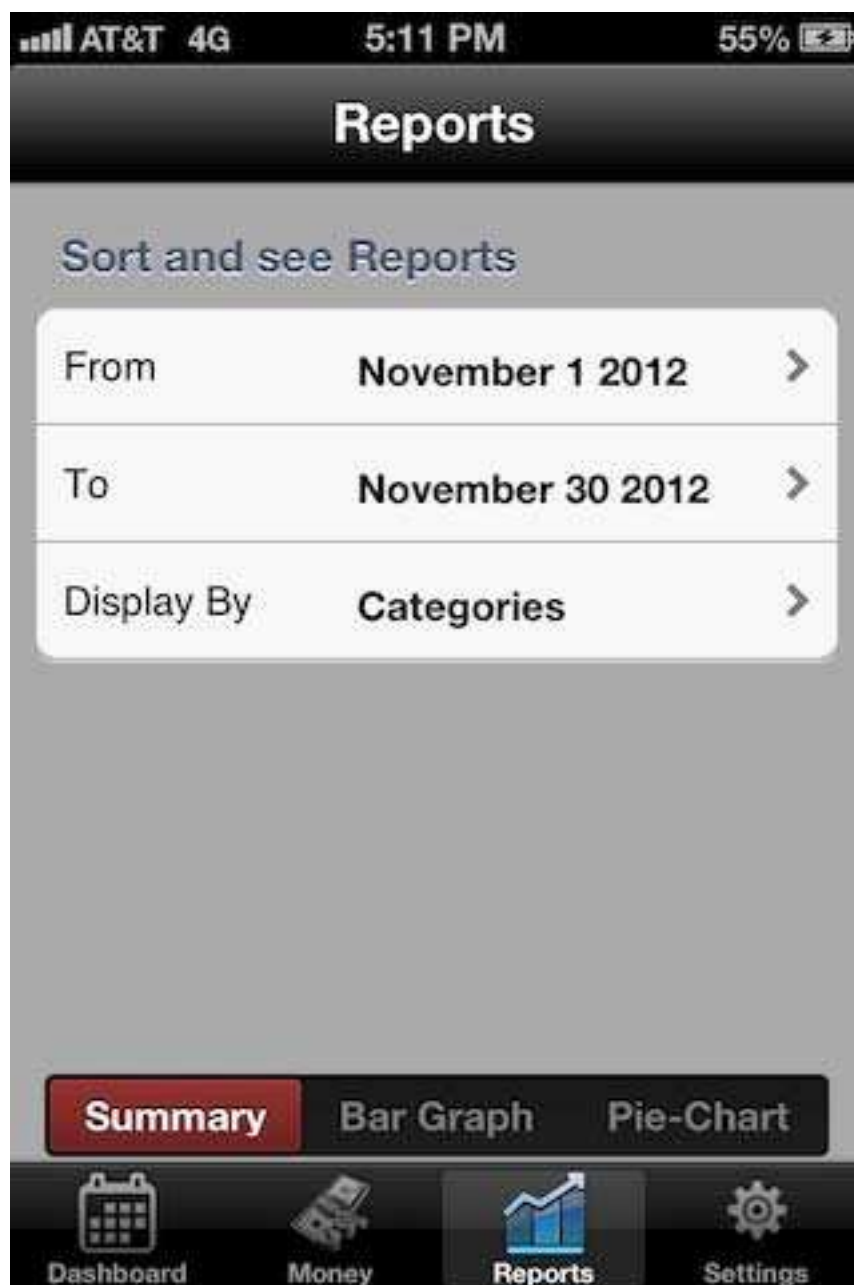 AT&T 4G 5:11 PM 55%
Reports
Sort and see Reports
From November 1 2012
To November 30 2012
Display By Categories
Summary Bar Graph Pie-Chart
Dashboard Money Reports Settings